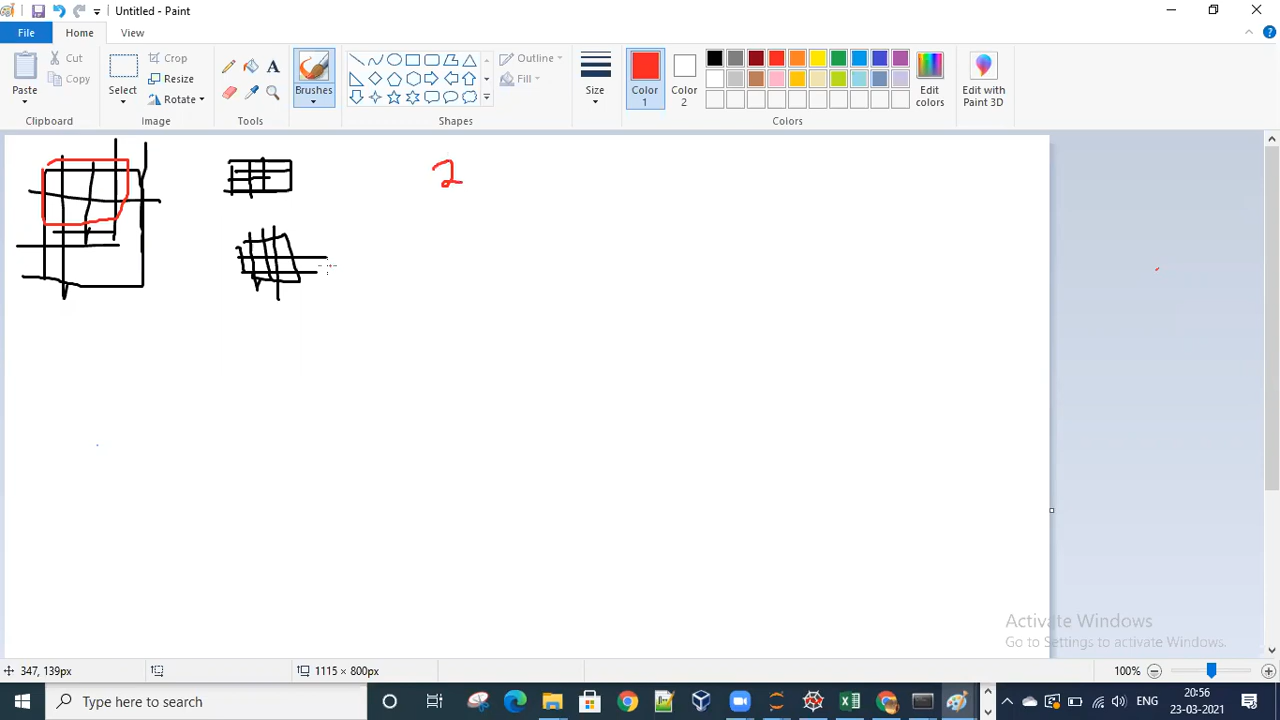 Untitled - Paint
File
Home
View
Paste
Cut
Copy
Clipboard
Select
Crop
Resize
Rotate
Image
A
Tools
Brushes
Shapes
Outline
Fill
Size
Color 1
Color 2
Edit colors
Colors
Edit with Paint 3D
2
Activate Windows
Go to Settings to activate Windows.
347, 139px
1115 × 800px
100%
Type here to search
ENG
20:56
23-03-2021